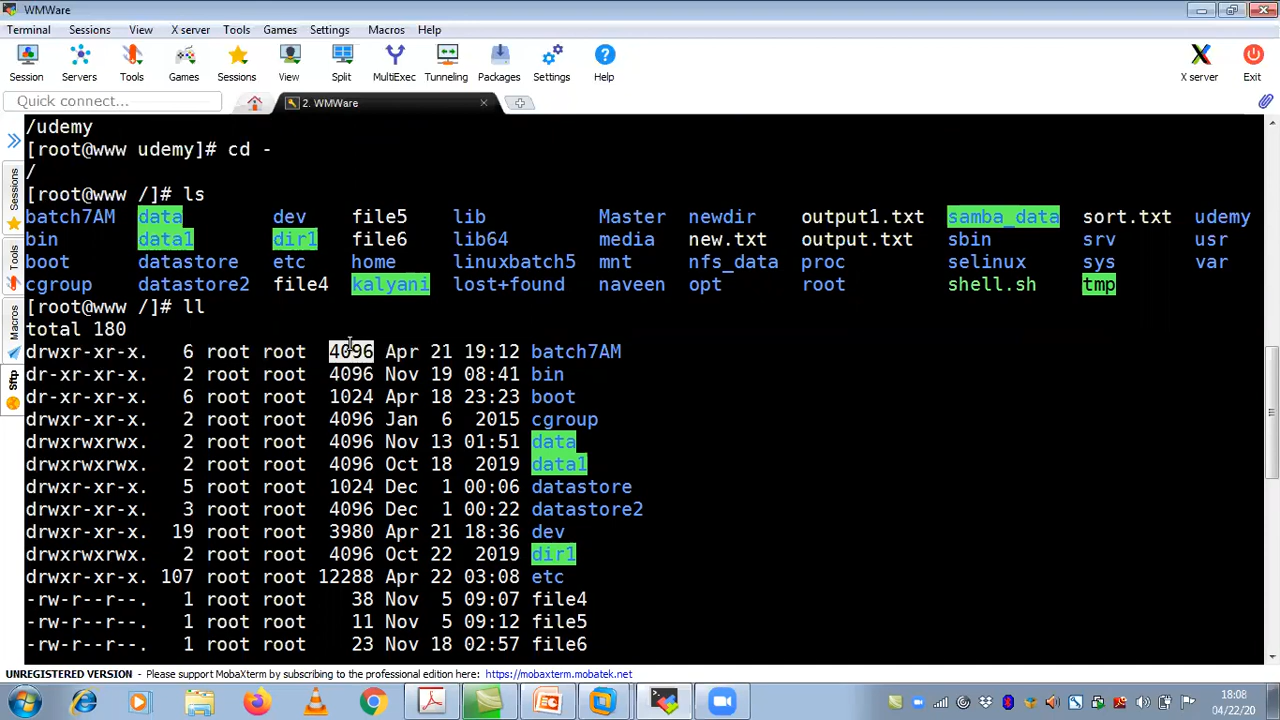 WMWare
Terminal Sessions View X server Tools Games Settings Macros Help
Session Servers Tools Games Sessions View Split MultiExec Tunneling Packages Settings Help X server Exit
Quick connect... 2. WMWare
/udemy
[root@www udemy]# cd -
/
[root@www /]# ls
batch7AM data dev file5 lib Master newdir output1.txt samba_data sort.txt udemy
bin data1 dir1 file6 lib64 media new.txt output.txt sbin srv usr
boot datastore etc home linuxbatch5 mnt nfs_data proc selinux sys var
cgroup datastore2 file4 kalyani lost+found naveen opt root shell.sh tmp
[root@www /]# ll
total 180
drwxr-xr-x. 6 root root 4096 Apr 21 19:12 batch7AM
dr-xr-xr-x. 2 root root 4096 Nov 19 08:41 bin
dr-xr-xr-x. 6 root root 1024 Apr 18 23:23 boot
drwxr-xr-x. 2 root root 4096 Jan 6 2015 cgroup
drwxrwxrwx. 2 root root 4096 Nov 13 01:51 data
drwxrwxrwx. 2 root root 4096 Oct 18 2019 data1
drwxr-xr-x. 5 root root 1024 Dec 1 00:06 datastore
drwxr-xr-x. 3 root root 4096 Dec 1 00:22 datastore2
drwxr-xr-x. 19 root root 3980 Apr 21 18:36 dev
drwxrwxrwx. 2 root root 4096 Oct 22 2019 dir1
drwxr-xr-x. 107 root root 12288 Apr 22 03:08 etc
-rw-r--r--. 1 root root 38 Nov 5 09:07 file4
-rw-r--r--. 1 root root 11 Nov 5 09:12 file5
-rw-r--r--. 1 root root 23 Nov 18 02:57 file6
Sessions
Tools
Macros
Sftp
UNREGISTERED VERSION - Please support MobaXterm by subscribing to the professional edition here: https://mobaxterm.mobatek.net
18:08
04/22/20